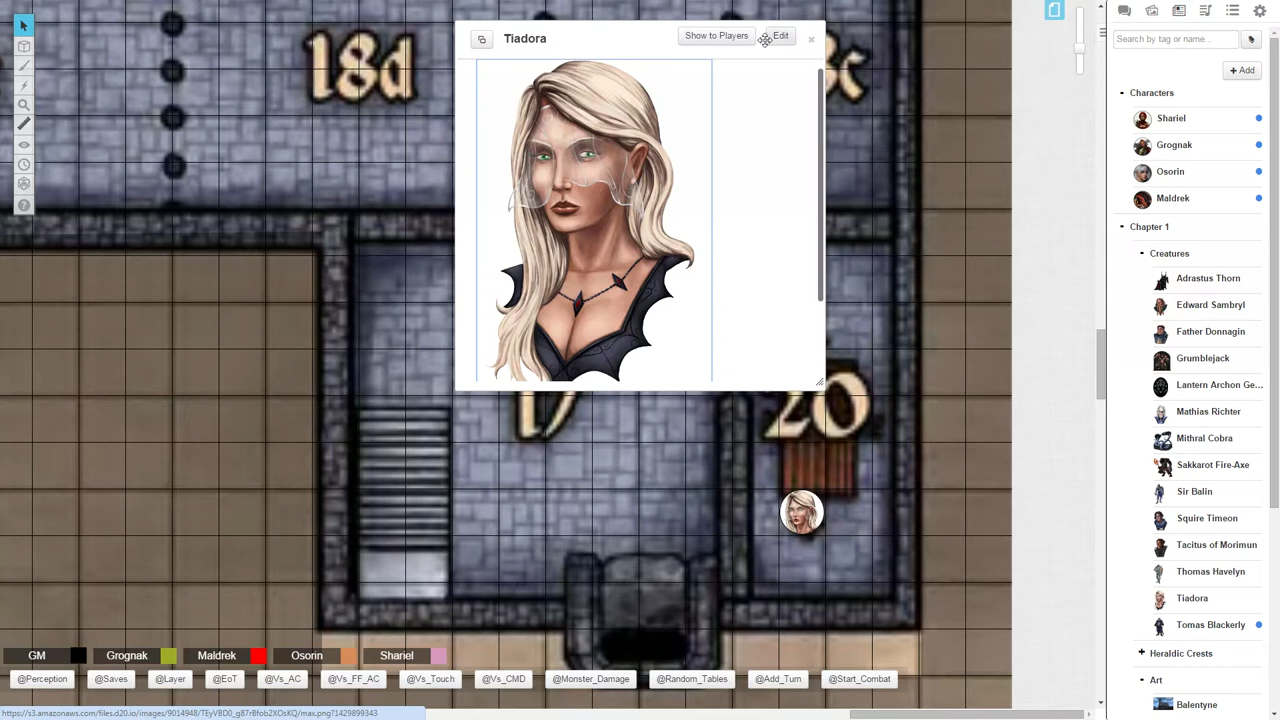 Tiadora
Show to Players
Edit
×
Search by tag or name...
+ Add
Characters
Shariel
Grognak
Osorin
Maldrek
Chapter 1
Creatures
Adrastus Thorn
Edward Sambryl
Father Donnagin
Grumblejack
Lantern Archon Ge...
Mathias Richter
Mithral Cobra
Sakkarot Fire-Axe
Sir Balin
Squire Timeon
Tacitus of Morimun
Thomas Havelyn
Tiadora
Tomas Blackerly
Heraldic Crests
Art
Balentyne
18d
20
GM
Grognak
Maldrek
Osorin
Shariel
@Perception
@Saves
@Layer
@EoT
@Vs_AC
@Vs_FF_AC
@Vs_Touch
@Vs_CMD
@Monster_Damage
@Random_Tables
@Add_Turn
@Start_Combat